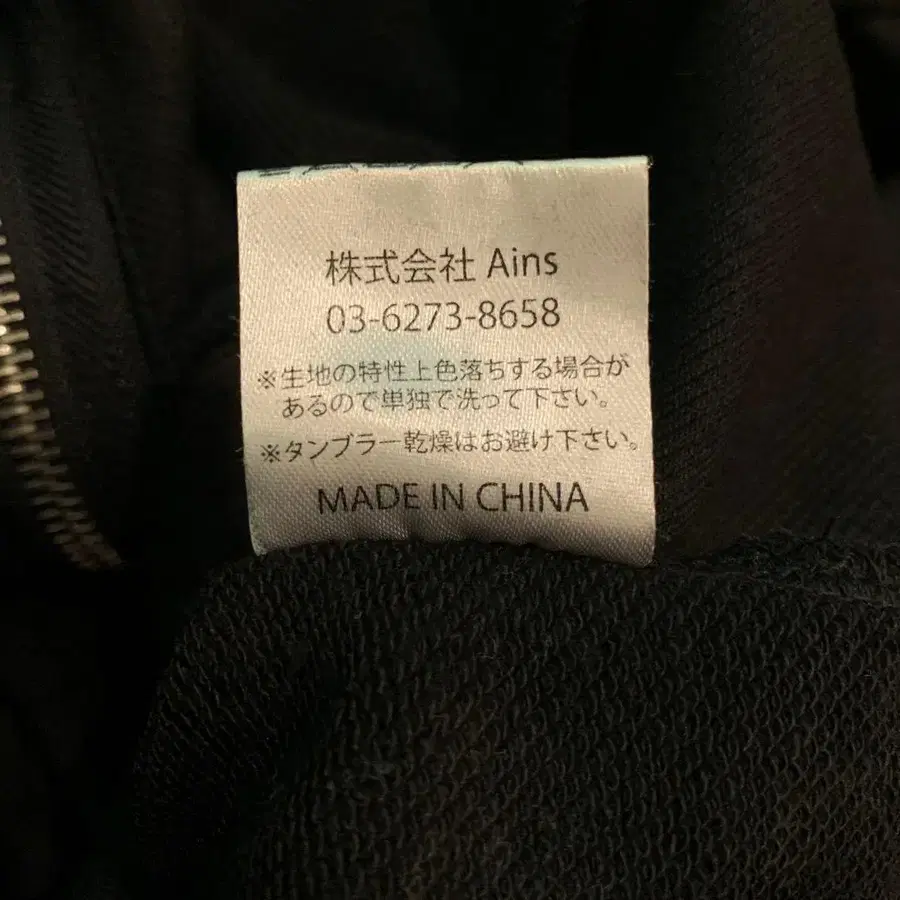 株式会社 Ains
03-6273-8658
※生地の特性上色落ちする場合が
あるので単独で洗って下さい。
※タンブラー乾燥はお避け下さい。
MADE IN CHINA